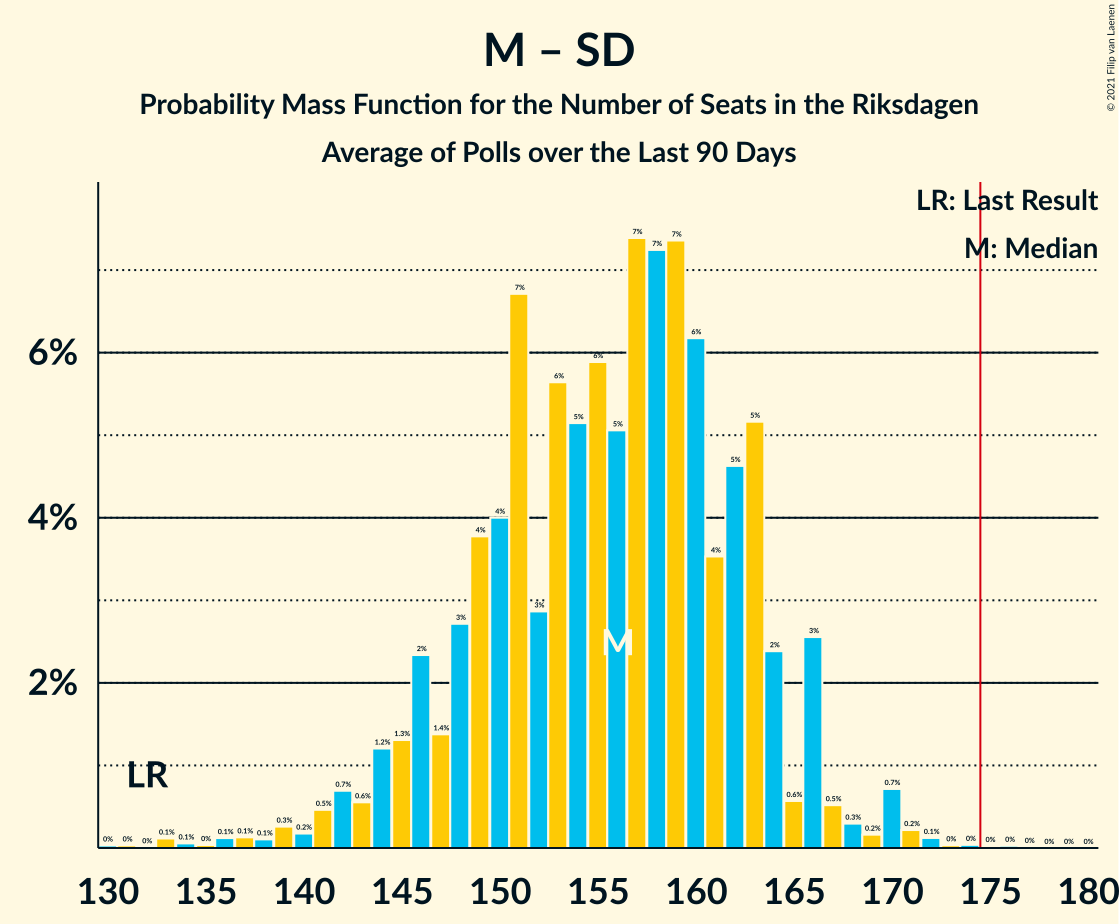 M – SD
Probability Mass Function for the Number of Seats in the Riksdagen
Average of Polls over the Last 90 Days
© 2021 Filip van Laenen
LR: Last Result
M: Median
7% 7% 7%
7%
6%
6%
6% 6%
5% 5% 5%
5%
4% 4%
4%
4%
3%
3%
M
2% 2% 3%
2%
1.2% 1.3% 1.4%
LR
0% 0% 0% 0.1% 0.1% 0% 0.1% 0.1% 0.1% 0.3% 0.2% 0.5% 0.7% 0.6% 0.6% 0.5% 0.3% 0.2% 0.7% 0.2% 0.1% 0% 0% 0% 0% 0% 0% 0% 0%
130 135 140 145 150 155 160 165 170 175 180